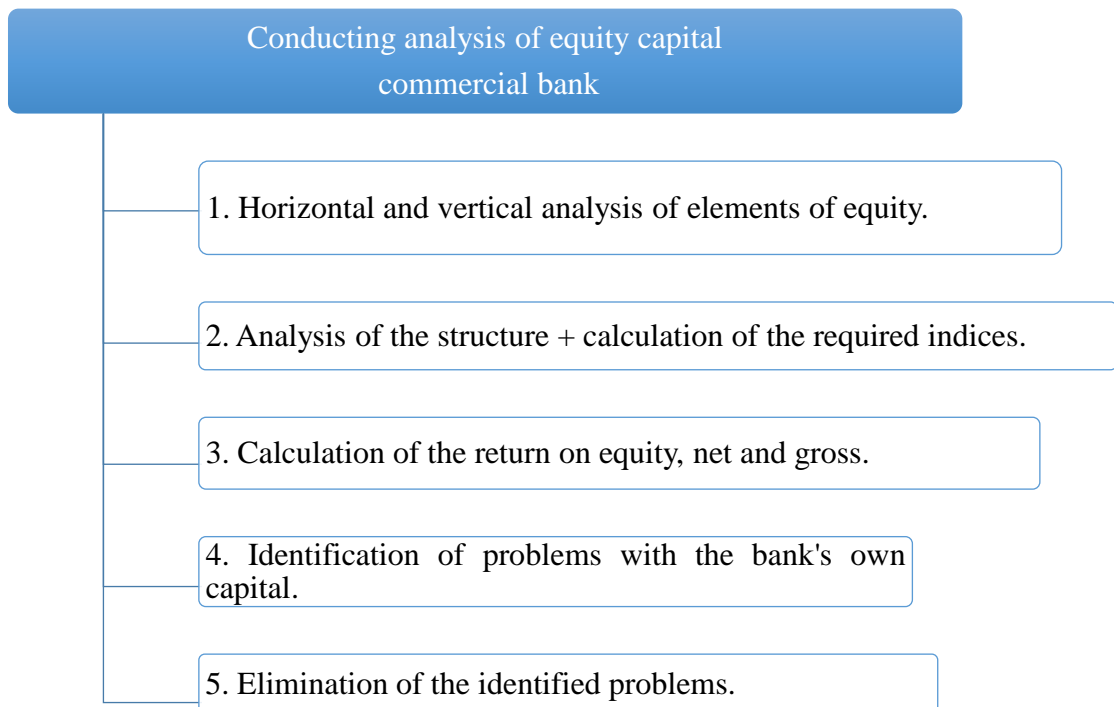 Conducting analysis of equity capital
commercial bank
1. Horizontal and vertical analysis of elements of equity.
2. Analysis of the structure + calculation of the required indices.
3. Calculation of the return on equity, net and gross.
4. Identification of problems with the bank's own
capital.
5. Elimination of the identified problems.